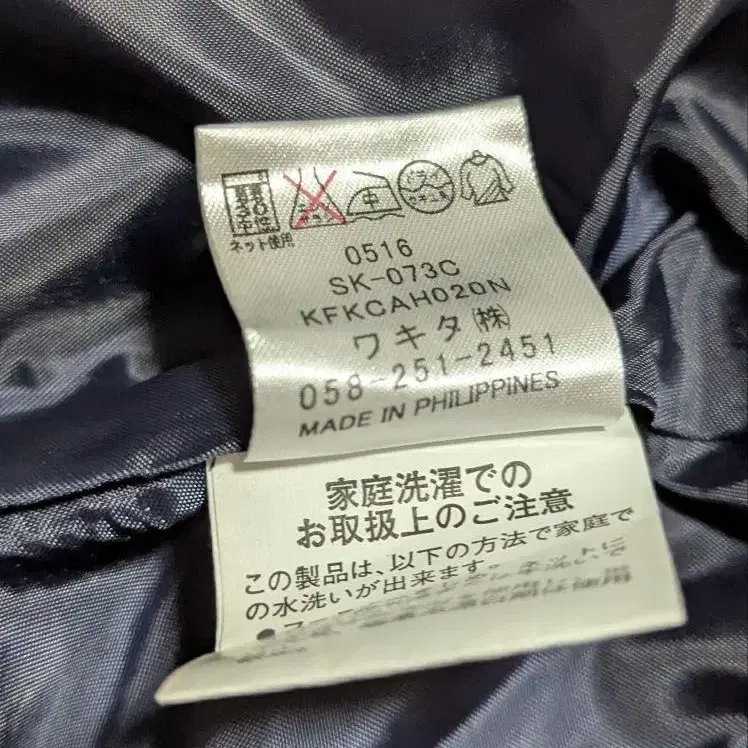 中
ドライ
ネット使用
0516
SK-073C
KFKCAH020N
ワキタ(株)
058-251-2451
MADE IN PHILIPPINES
家庭洗濯での
お取扱上のご注意
この製品は、以下の方法で家庭で
の水洗いが出来ます。